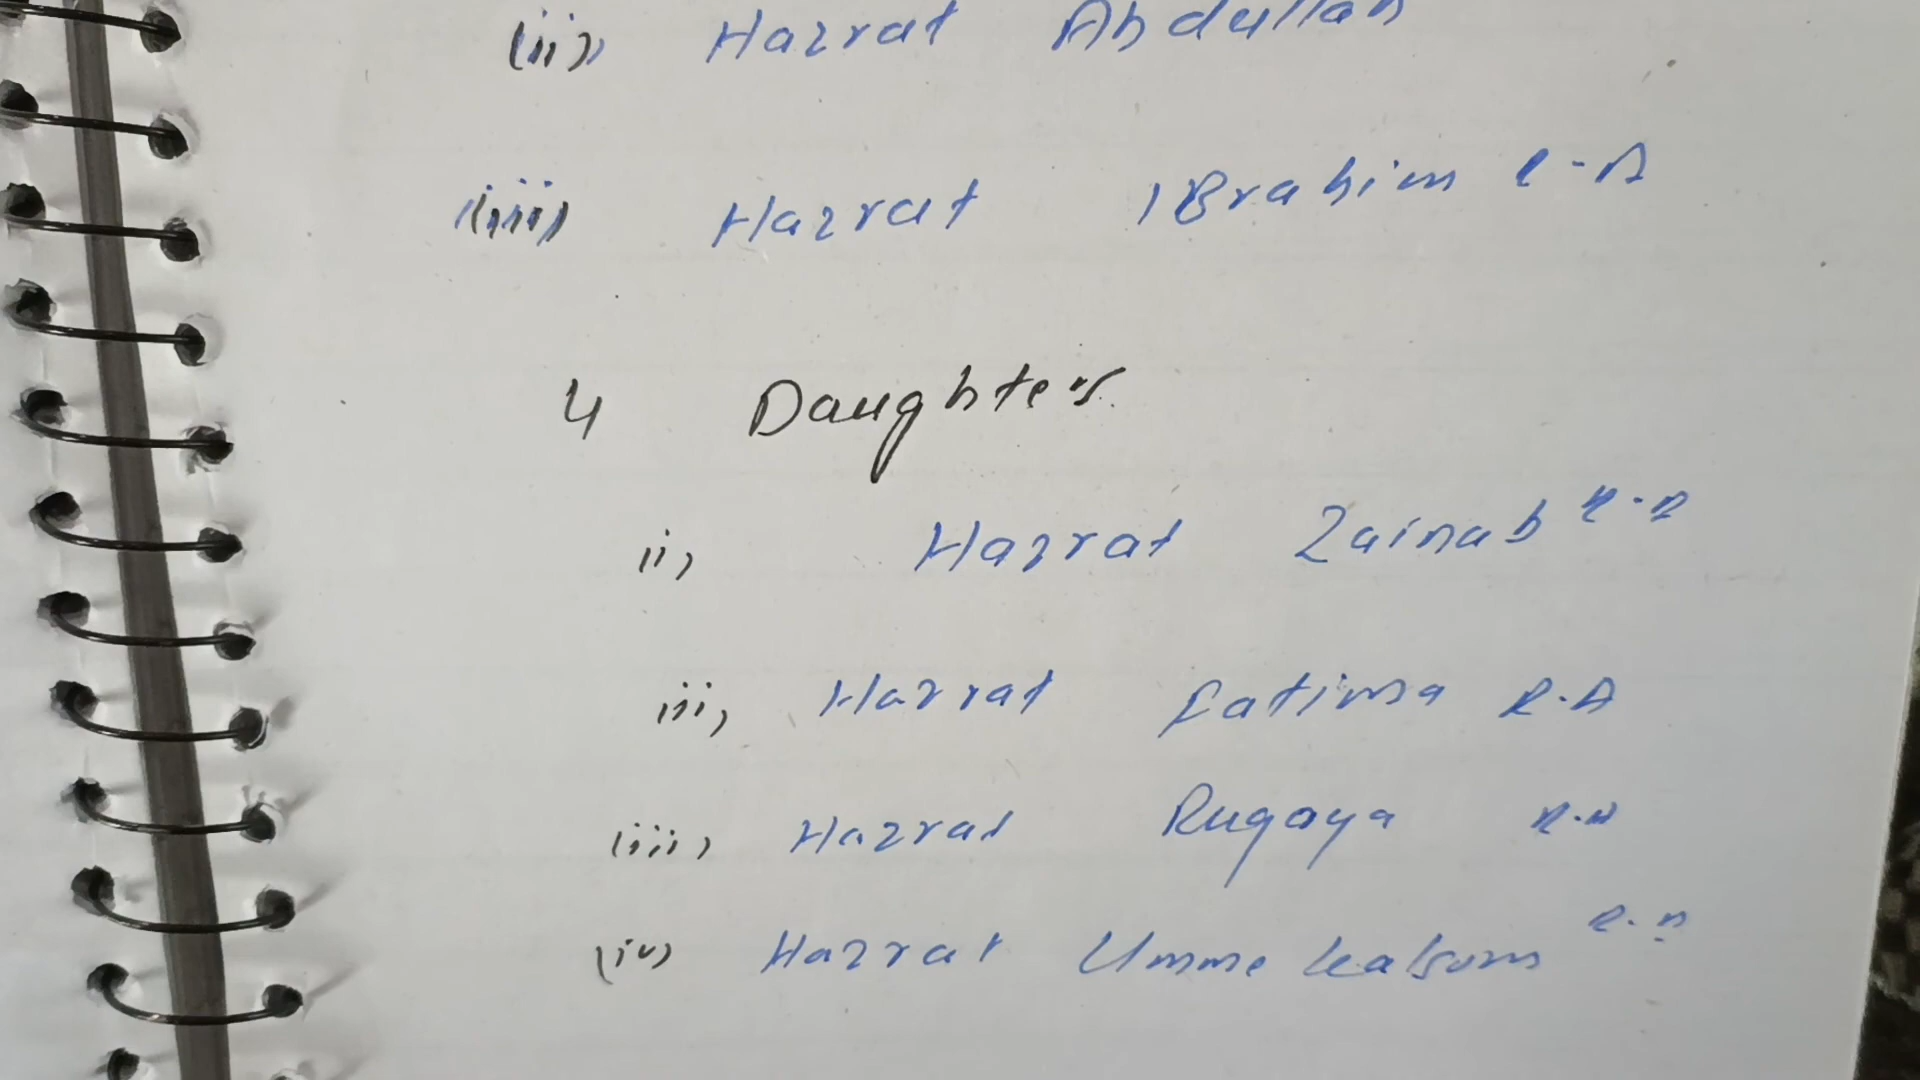 (ii) Hazrat Abdullah
(iii) Hazrat IBrahim R-A
4 Daughters.
(i) Hazrat Zainab R.A
ii) Hazrat Fatima R.A
(iii) Hazrat Ruqaya R.A
(iv) Hazrat Umme kalsum R.A